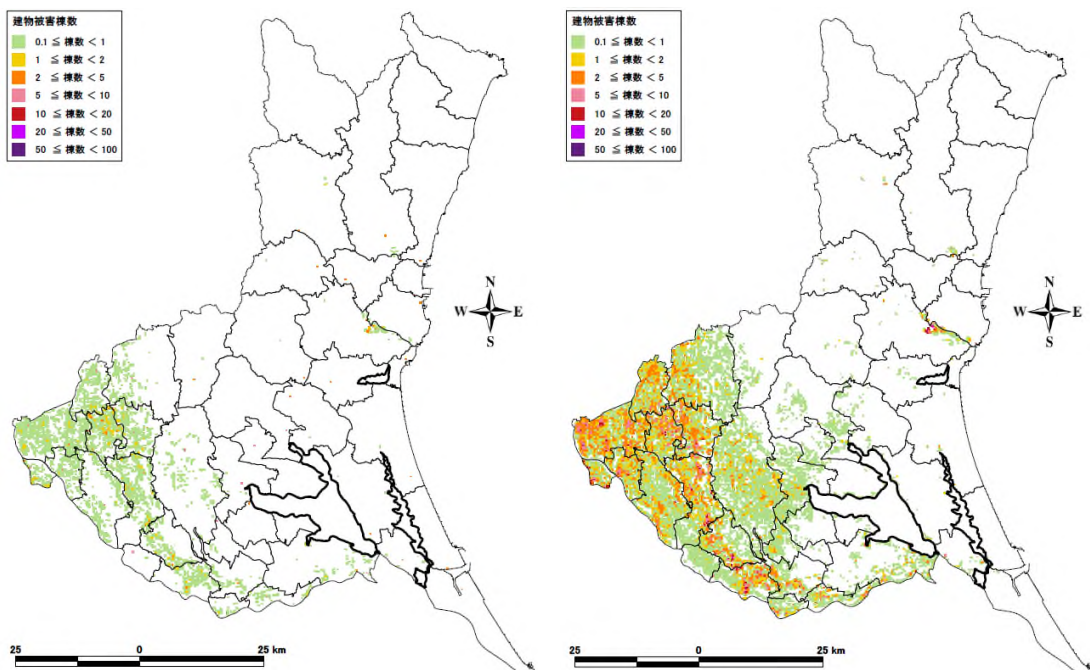 建物被害棟数
0.1 ≦ 棟数 < 1
1 ≦ 棟数 < 2
2 ≦ 棟数 < 5
5 ≦ 棟数 < 10
10 ≦ 棟数 < 20
20 ≦ 棟数 < 50
50 ≦ 棟数 < 100
N
W E
S
25 0 25 km
建物被害棟数
0.1 ≦ 棟数 < 1
1 ≦ 棟数 < 2
2 ≦ 棟数 < 5
5 ≦ 棟数 < 10
10 ≦ 棟数 < 20
20 ≦ 棟数 < 50
50 ≦ 棟数 < 100
N
W E
S
25 0 25 km